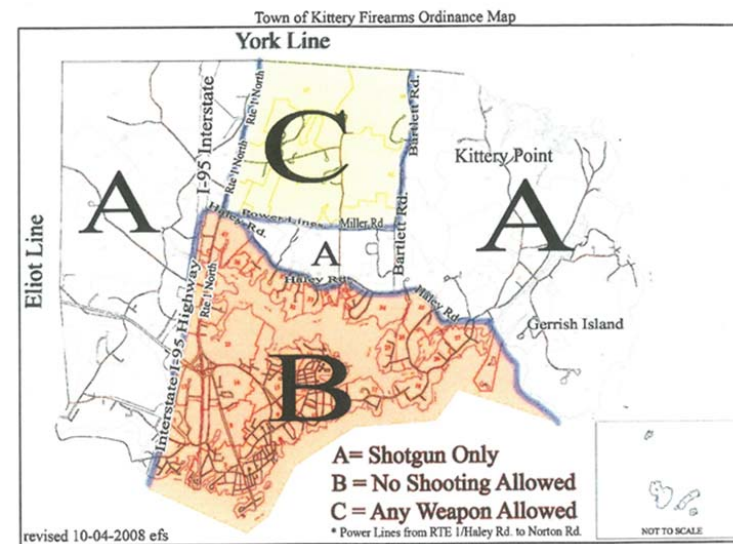 Town of Kittery Firearms Ordinance Map
York Line
I-95 Interstate
Rte 1 North
Rte 1 North
C
Bartlett Rd.
Kittery Point
A
A
Haley Rd.
Power Lines
Miller Rd
A
Bartlett Rd.
Eliot Line
Haley Rd.
Haley Rd.
Rte 1 North
Interstate I-95 Highway
Gerrish Island
B
A= Shotgun Only
B = No Shooting Allowed
C = Any Weapon Allowed
* Power Lines from RTE 1/Haley Rd. to Norton Rd.
NOT TO SCALE
revised 10-04-2008 efs